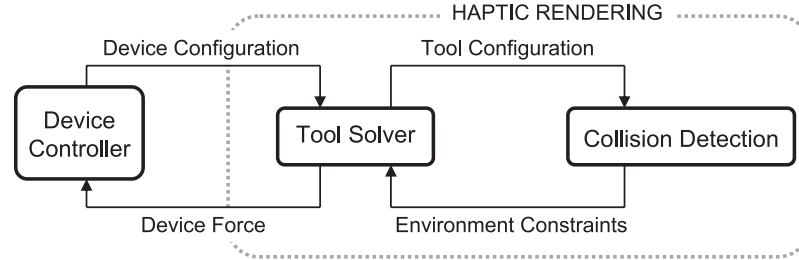 HAPTIC RENDERING
Device Configuration
Tool Configuration
Device
Controller
Tool Solver
Collision Detection
Device Force
Environment Constraints